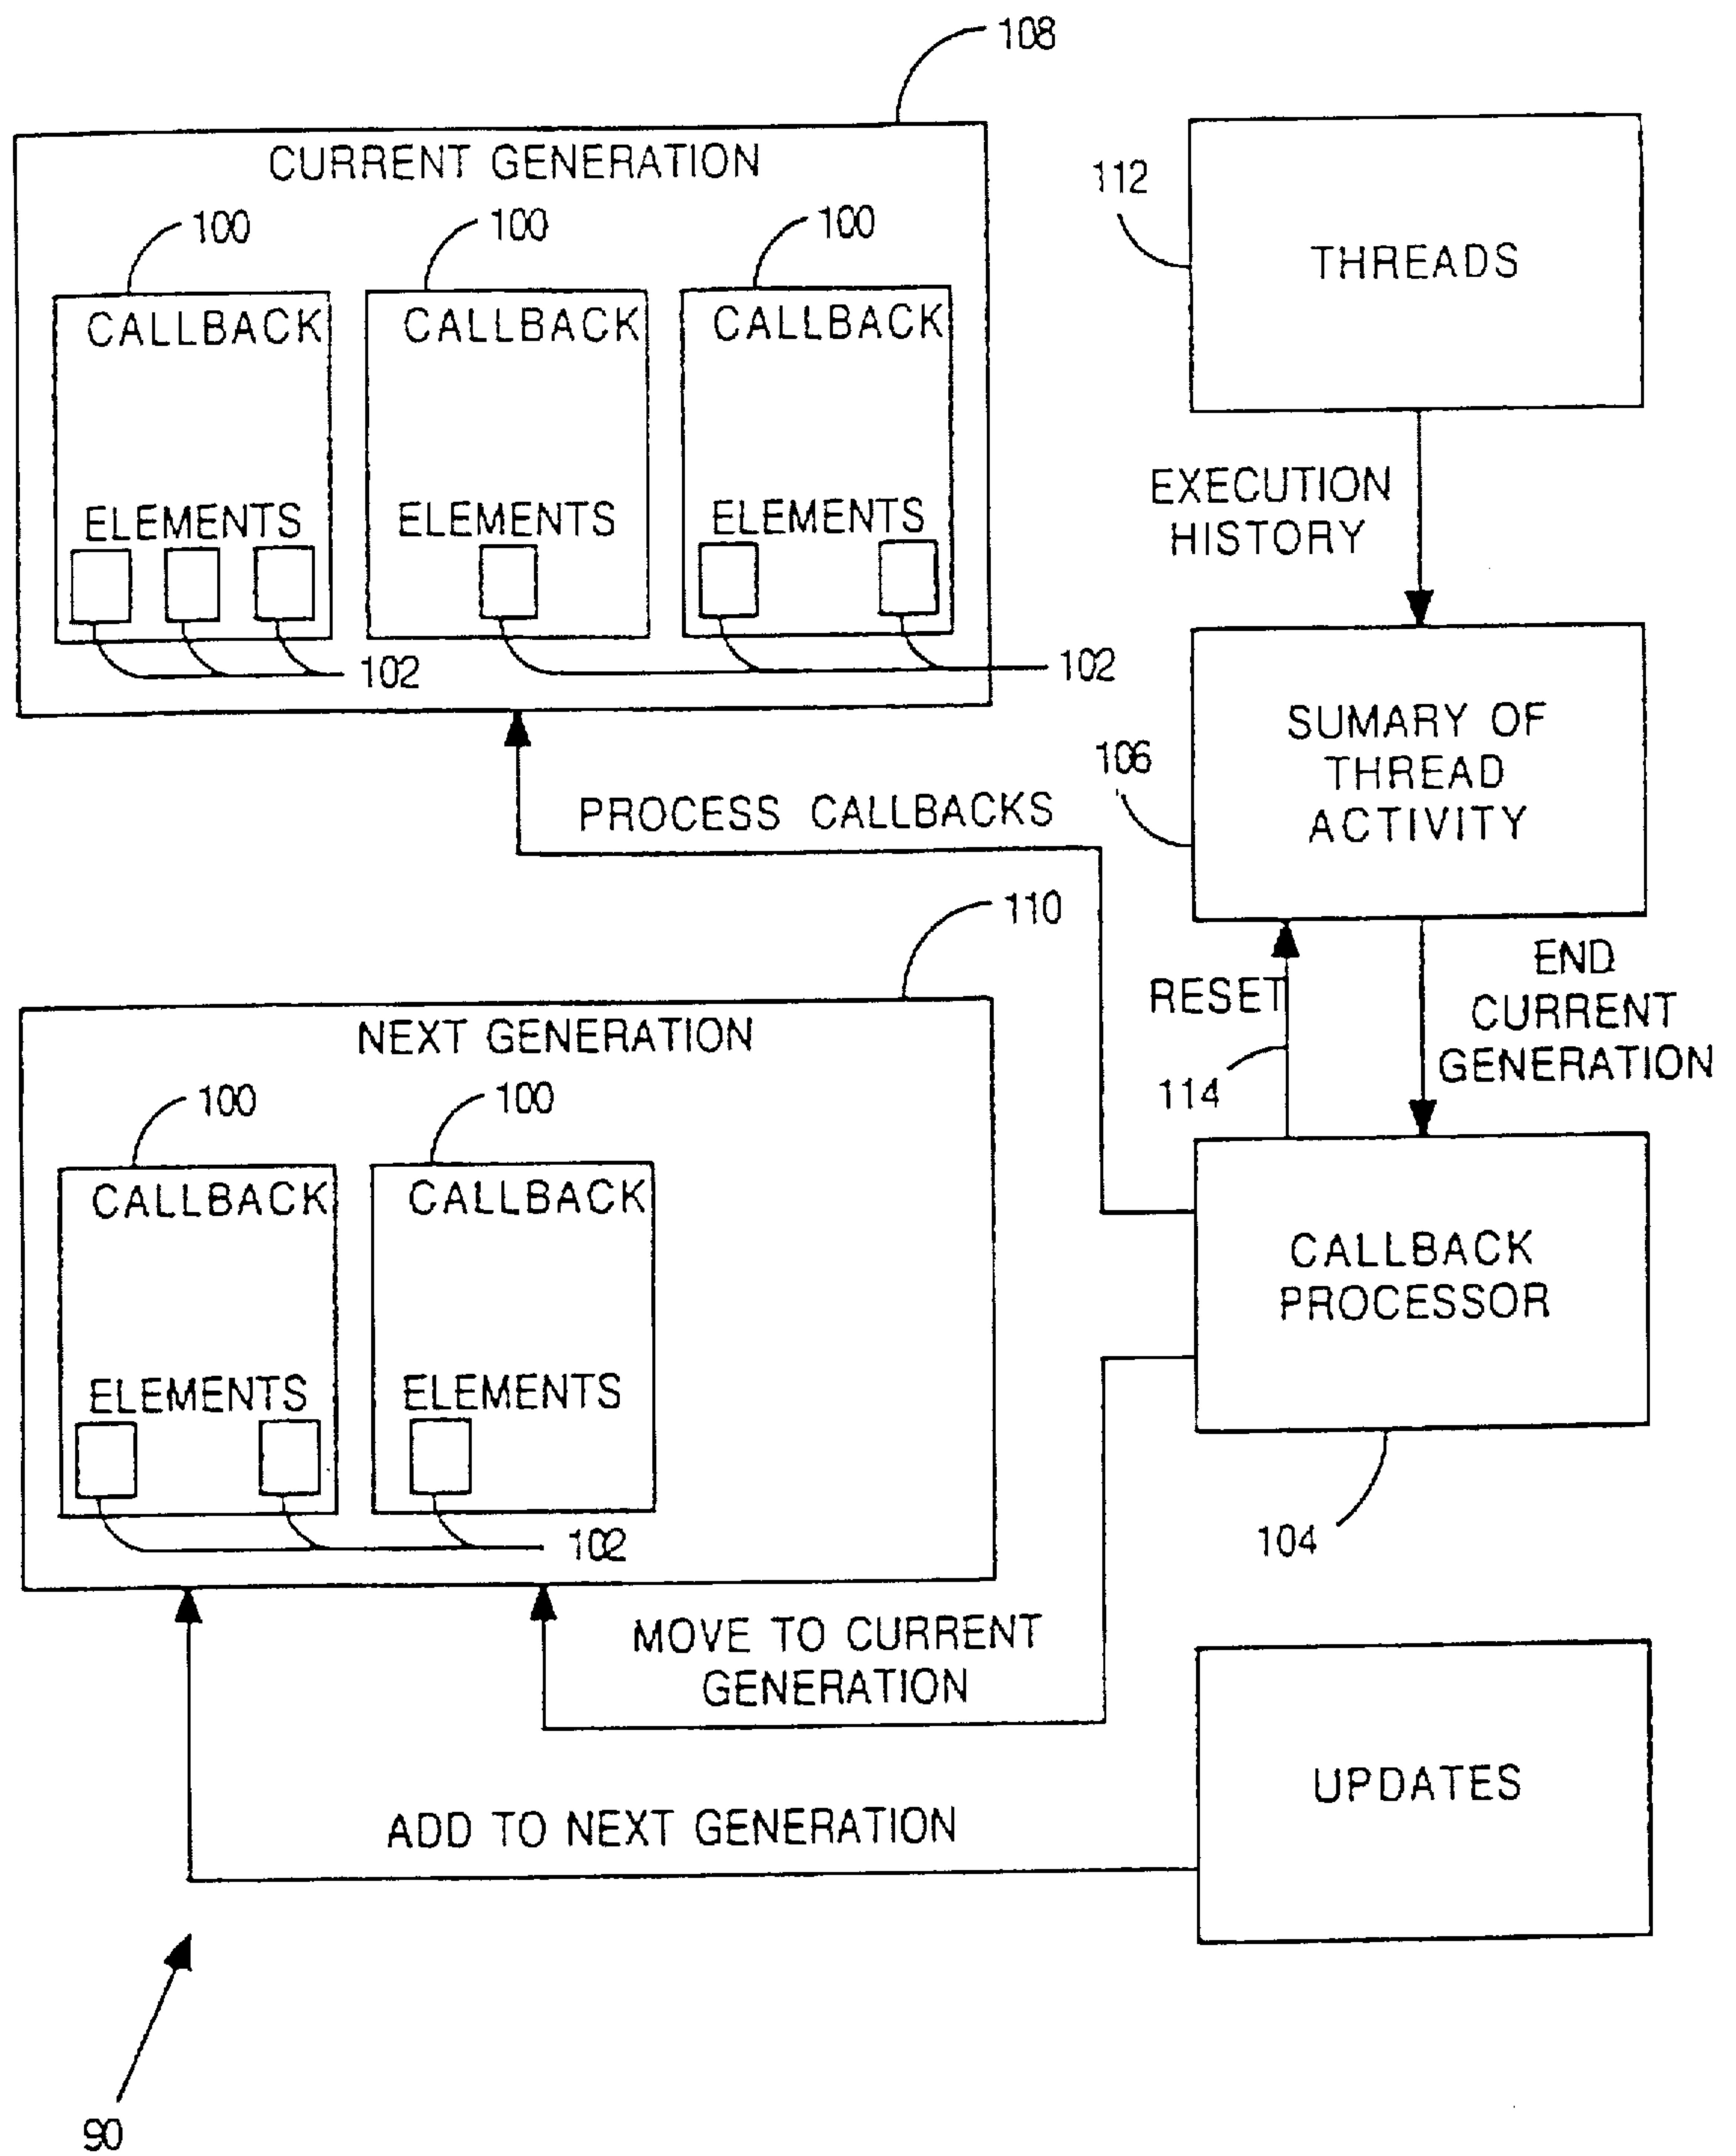 108
CURRENT GENERATION
100 100 100
CALLBACK CALLBACK CALLBACK
ELEMENTS ELEMENTS ELEMENTS
102 102
112
THREADS
EXECUTION
HISTORY
106
SUMARY OF
THREAD
ACTIVITY
PROCESS CALLBACKS
110
RESET
114
END
CURRENT
GENERATION
NEXT GENERATION
100 100
CALLBACK CALLBACK
ELEMENTS ELEMENTS
102
CALLBACK
PROCESSOR
104
MOVE TO CURRENT
GENERATION
UPDATES
ADD TO NEXT GENERATION
90